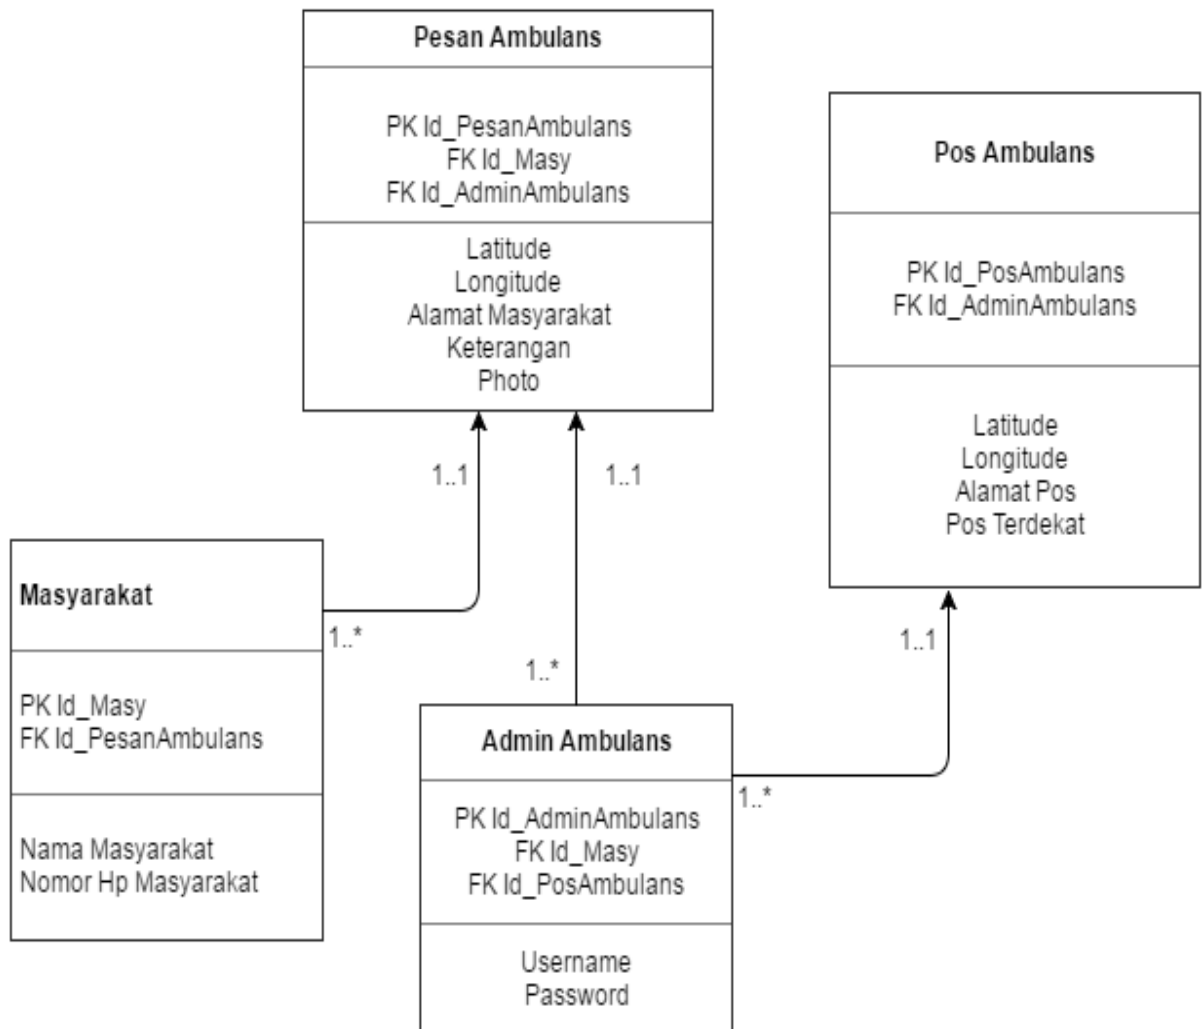 Pesan Ambulans
PK Id_PesanAmbulans
FK Id_Masy
FK Id_AdminAmbulans
Latitude
Longitude
Alamat Masyarakat
Keterangan
Photo
Pos Ambulans
PK Id_PosAmbulans
FK Id_AdminAmbulans
Latitude
Longitude
Alamat Pos
Pos Terdekat
1..1
1..1
Masyarakat
PK Id_Masy
FK Id_PesanAmbulans
Nama Masyarakat
Nomor Hp Masyarakat
1..*
1..*
1..1
Admin Ambulans
PK Id_AdminAmbulans
FK Id_Masy
FK Id_PosAmbulans
Username
Password
1..*